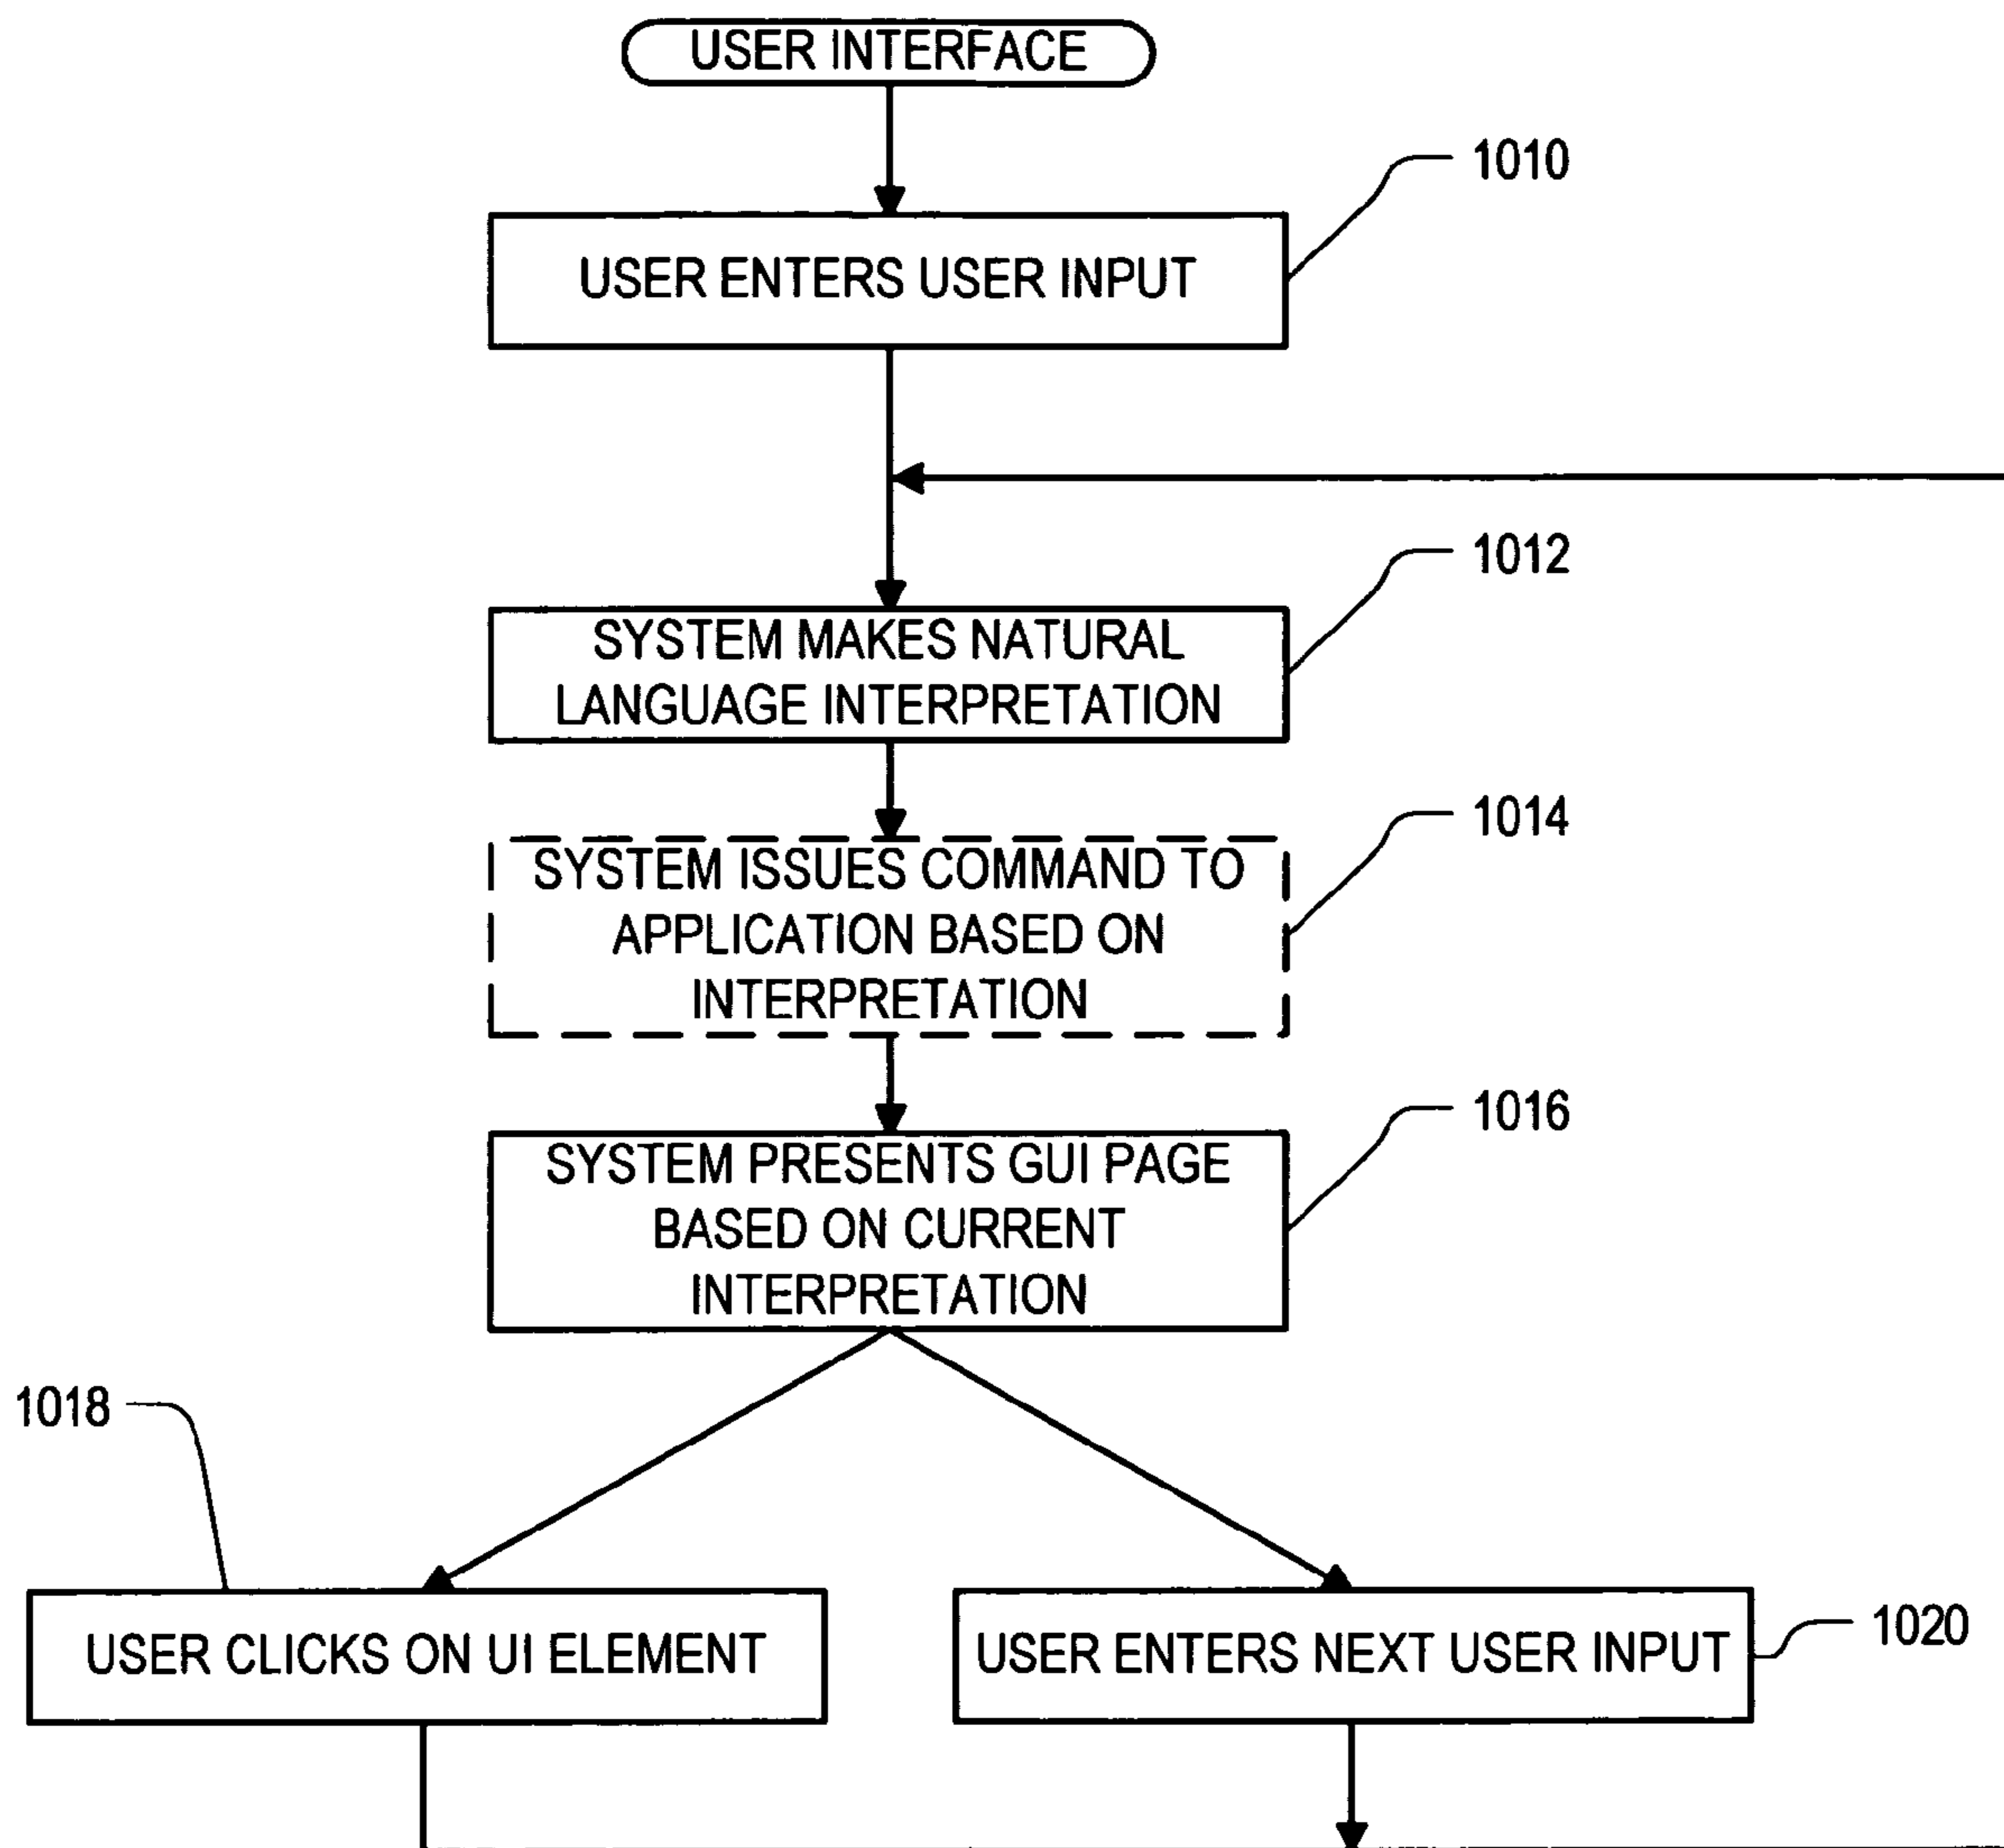 USER INTERFACE
1010
USER ENTERS USER INPUT
1012
SYSTEM MAKES NATURAL
LANGUAGE INTERPRETATION
1014
SYSTEM ISSUES COMMAND TO
APPLICATION BASED ON
INTERPRETATION
1016
SYSTEM PRESENTS GUI PAGE
BASED ON CURRENT
INTERPRETATION
1018
USER CLICKS ON UI ELEMENT
USER ENTERS NEXT USER INPUT
1020